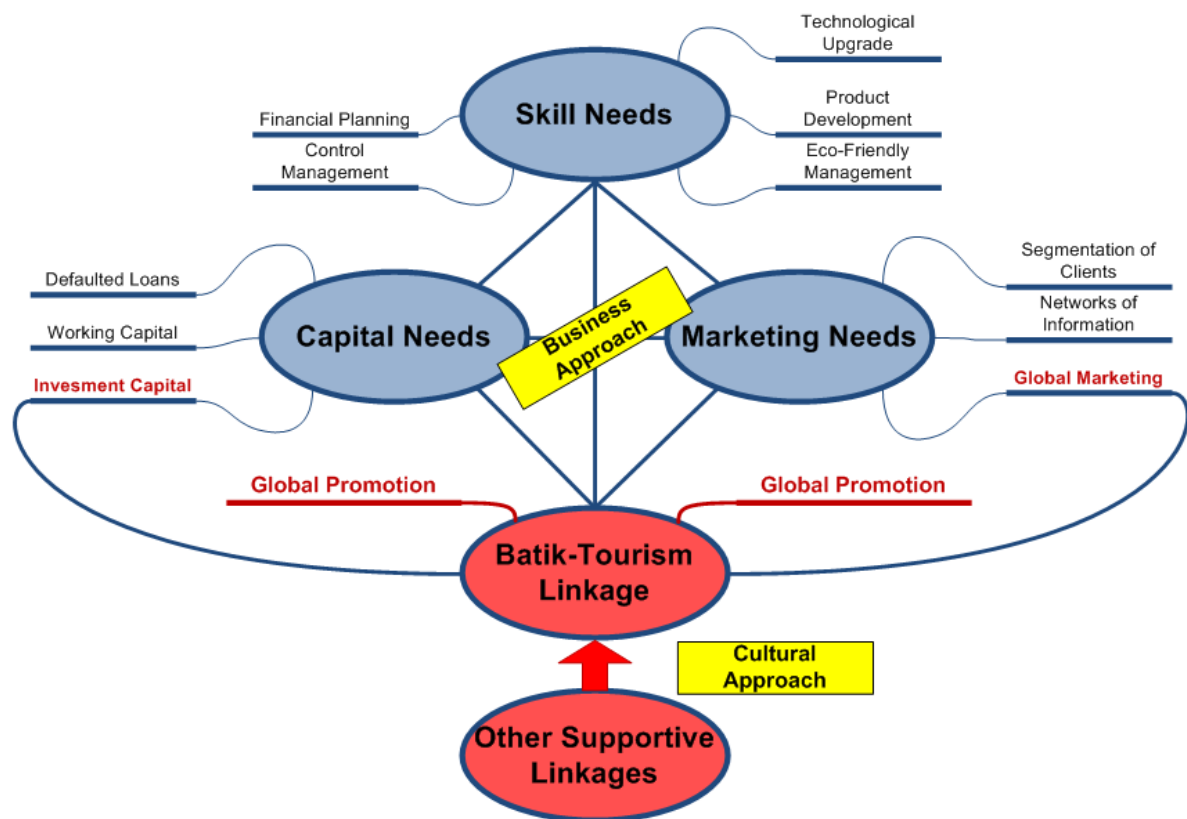 Technological
Upgrade
Skill Needs
Financial Planning
Product
Development
Control
Management
Eco-Friendly
Management
Defaulted Loans
Segmentation of
Clients
Working Capital
Networks of
Information
Capital Needs
Business
Approach
Marketing Needs
Invesment Capital
Global Marketing
Global Promotion
Global Promotion
Batik-Tourism
Linkage
Cultural
Approach
Other Supportive
Linkages